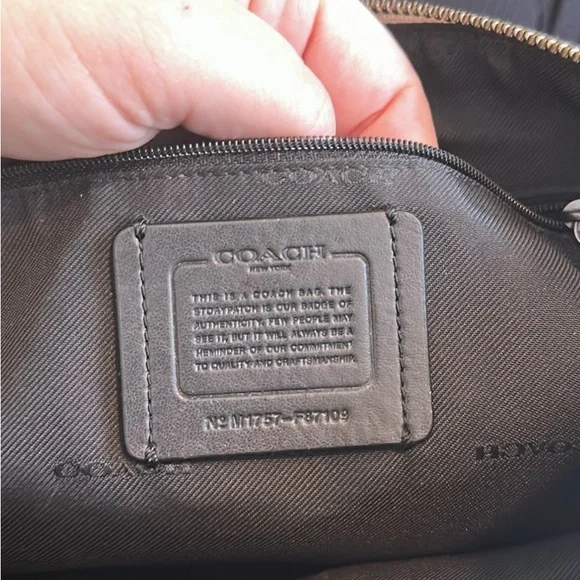 COACH
COACH
NEW YORK
THIS IS A COACH BAG. THE
STORYPATCH IS OUR BADGE OF
AUTHENTICITY. FEW PEOPLE MAY
SEE IT, BUT IT WILL ALWAYS BE A
REMINDER OF OUR COMMITMENT
TO QUALITY AND CRAFTSMANSHIP.
Nº M1757-F87109
COACH
COACH